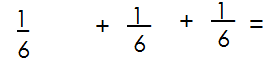 1/6 + 1/6 + 1/6 =